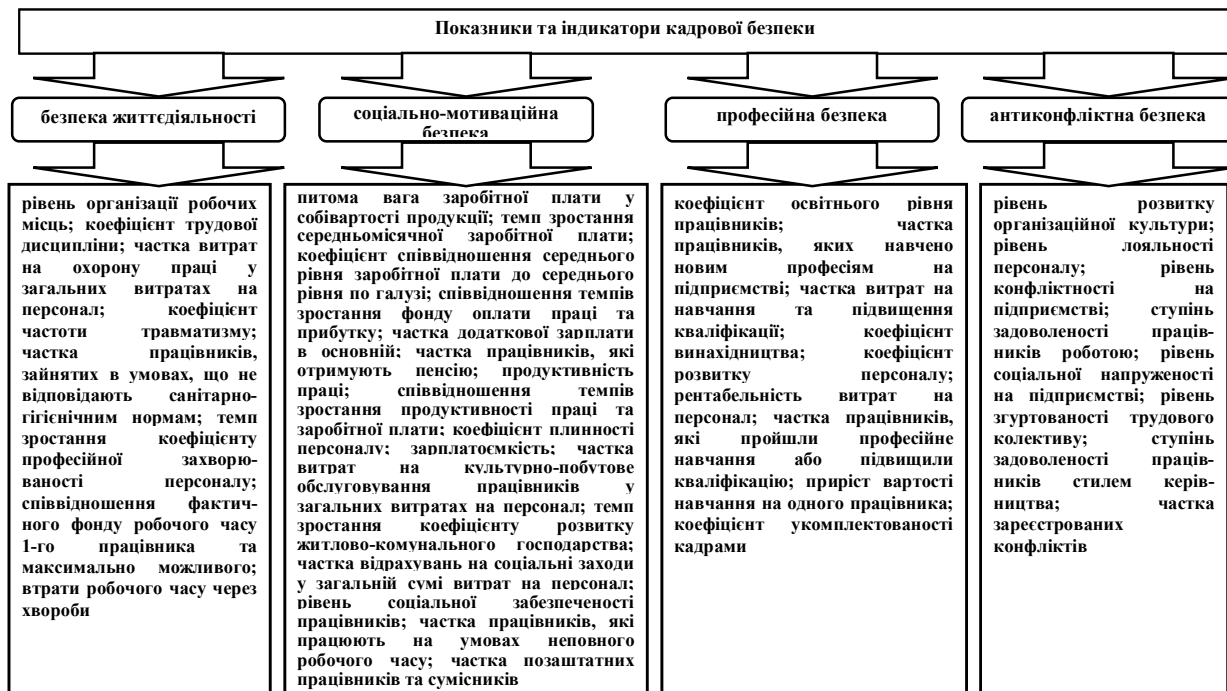 Показники та індикатори кадрової безпеки
безпека життєдіяльності
соціально-мотиваційна
безпека
професійна безпека
антиконфліктна безпека
рівень організації робочих
місць; коефіцієнт трудової
дисципліни; частка витрат
на охорону праці у
загальних витратах на
персонал; коефіцієнт
частоти травматизму;
частка працівників,
зайнятих в умовах, що не
відповідають санітарно-
гігієнічним нормам; темп
зростання коефіцієнту
професійної захворю-
ваності персоналу;
співвідношення фактич-
ного фонду робочого часу
1-го працівника та
максимально можливого;
втрати робочого часу через
хвороби
питома вага заробітної плати у
собівартості продукції; темп зростання
середньомісячної заробітної плати;
коефіцієнт співвідношення середнього
рівня заробітної плати до середнього
рівня по галузі; співвідношення темпів
зростання фонду оплати праці та
прибутку; частка додаткової зарплати
в основній; частка працівників, які
отримують пенсію; продуктивність
праці; співвідношення темпів
зростання продуктивності праці та
заробітної плати; коефіцієнт плинності
персоналу; зарплатоємкість; частка
витрат на культурно-побутове
обслуговування працівників у
загальних витратах на персонал; темп
зростання коефіцієнту розвитку
житлово-комунального господарства;
частка відрахувань на соціальні заходи
у загальній сумі витрат на персонал;
рівень соціальної забезпеченості
працівників; частка працівників, які
працюють на умовах неповного
робочого часу; частка позаштатних
працівників та сумісників
коефіцієнт освітнього рівня
працівників; частка
працівників, яких навчено
новим професіям на
підприємстві; частка витрат на
навчання та підвищення
кваліфікації; коефіцієнт
винахідництва; коефіцієнт
розвитку персоналу;
рентабельність витрат на
персонал; частка працівників,
які пройшли професійне
навчання або підвищили
кваліфікацію; приріст вартості
навчання на одного працівника;
коефіцієнт укомплектованості
кадрами
рівень розвитку
організаційної культури;
рівень лояльності
персоналу; рівень
конфліктності на
підприємстві; ступінь
задоволеності праців-
ників роботою; рівень
соціальної напруженості
на підприємстві; рівень
згуртованості трудового
колективу; ступінь
задоволеності праців-
ників стилем керів-
ництва; частка
зареєстрованих
конфліктів